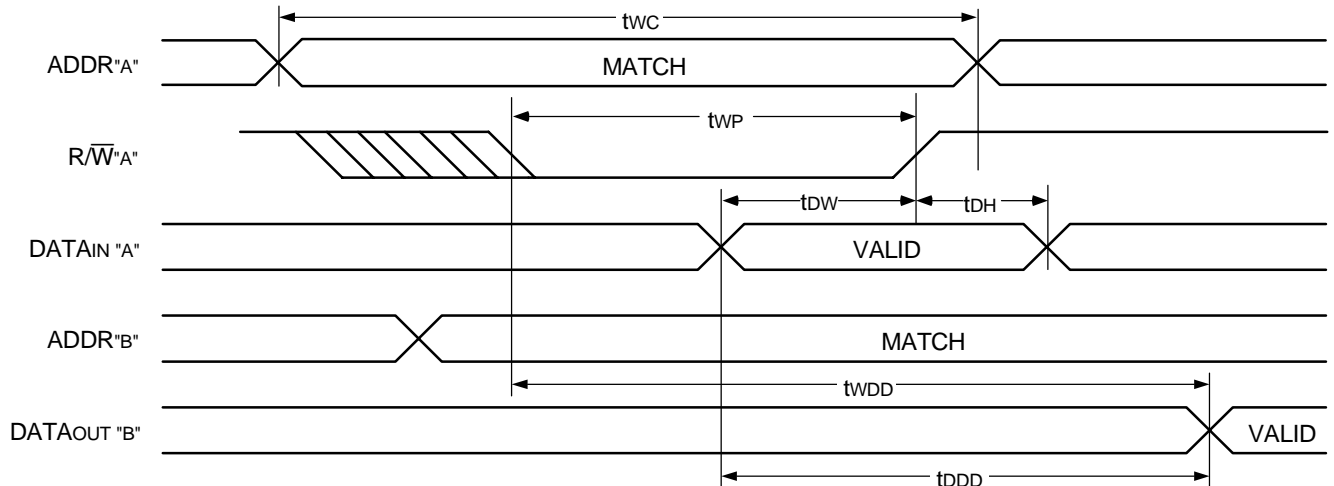 tWC
ADDR"A"
MATCH
tWP
R/W̅"A"
tDW
tDH
DATAIN "A"
VALID
ADDR"B"
MATCH
tWDD
DATAOUT "B"
VALID
tDDD